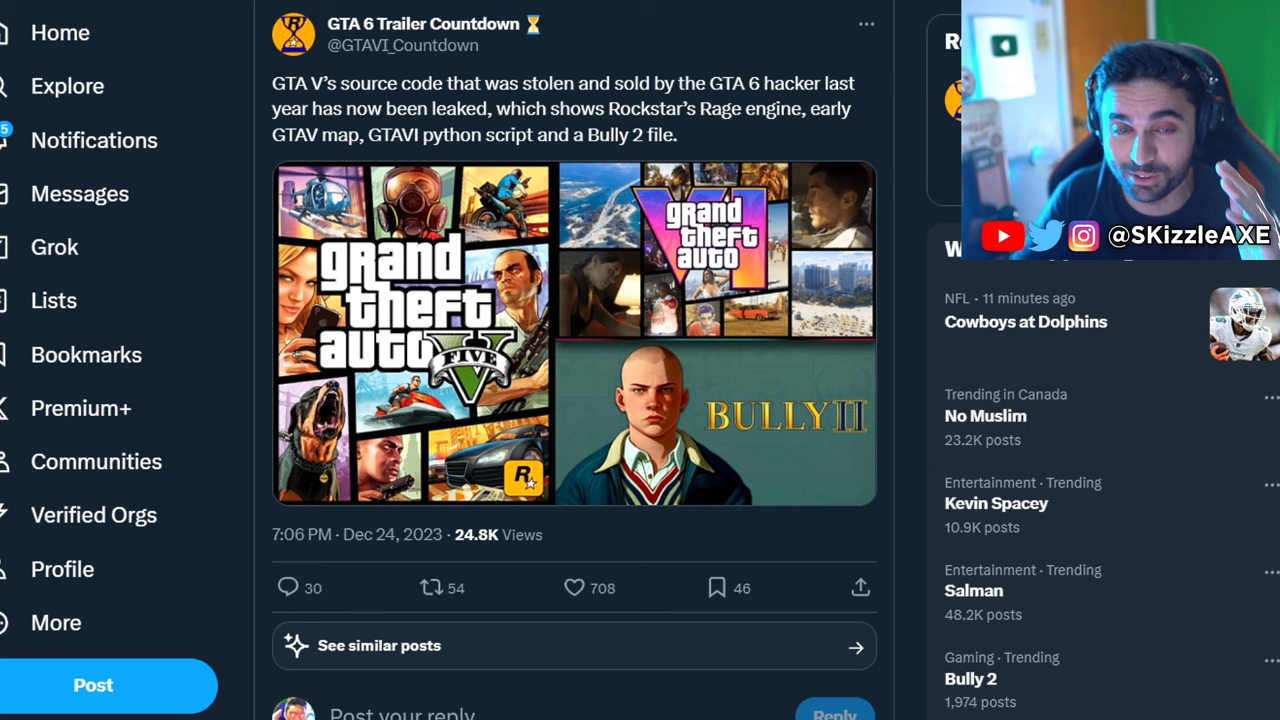 Home
Explore
5
Notifications
Messages
Grok
Lists
Bookmarks
Premium+
Communities
Verified Orgs
Profile
More
Post
GTA 6 Trailer Countdown
@GTAVI_Countdown
GTA V’s source code that was stolen and sold by the GTA 6 hacker last
year has now been leaked, which shows Rockstar’s Rage engine, early
GTAV map, GTAVI python script and a Bully 2 file.
grand
theft
auto
V
FIVE
R
VI
grand
theft
auto
BULLY II
7:06 PM · Dec 24, 2023 · 24.8K Views
30
54
708
46
See similar posts
Post your reply
Reply
@SKizzleAXE
NFL · 11 minutes ago
Cowboys at Dolphins
Trending in Canada
No Muslim
23.2K posts
Entertainment · Trending
Kevin Spacey
10.9K posts
Entertainment · Trending
Salman
48.2K posts
Gaming · Trending
Bully 2
1,974 posts